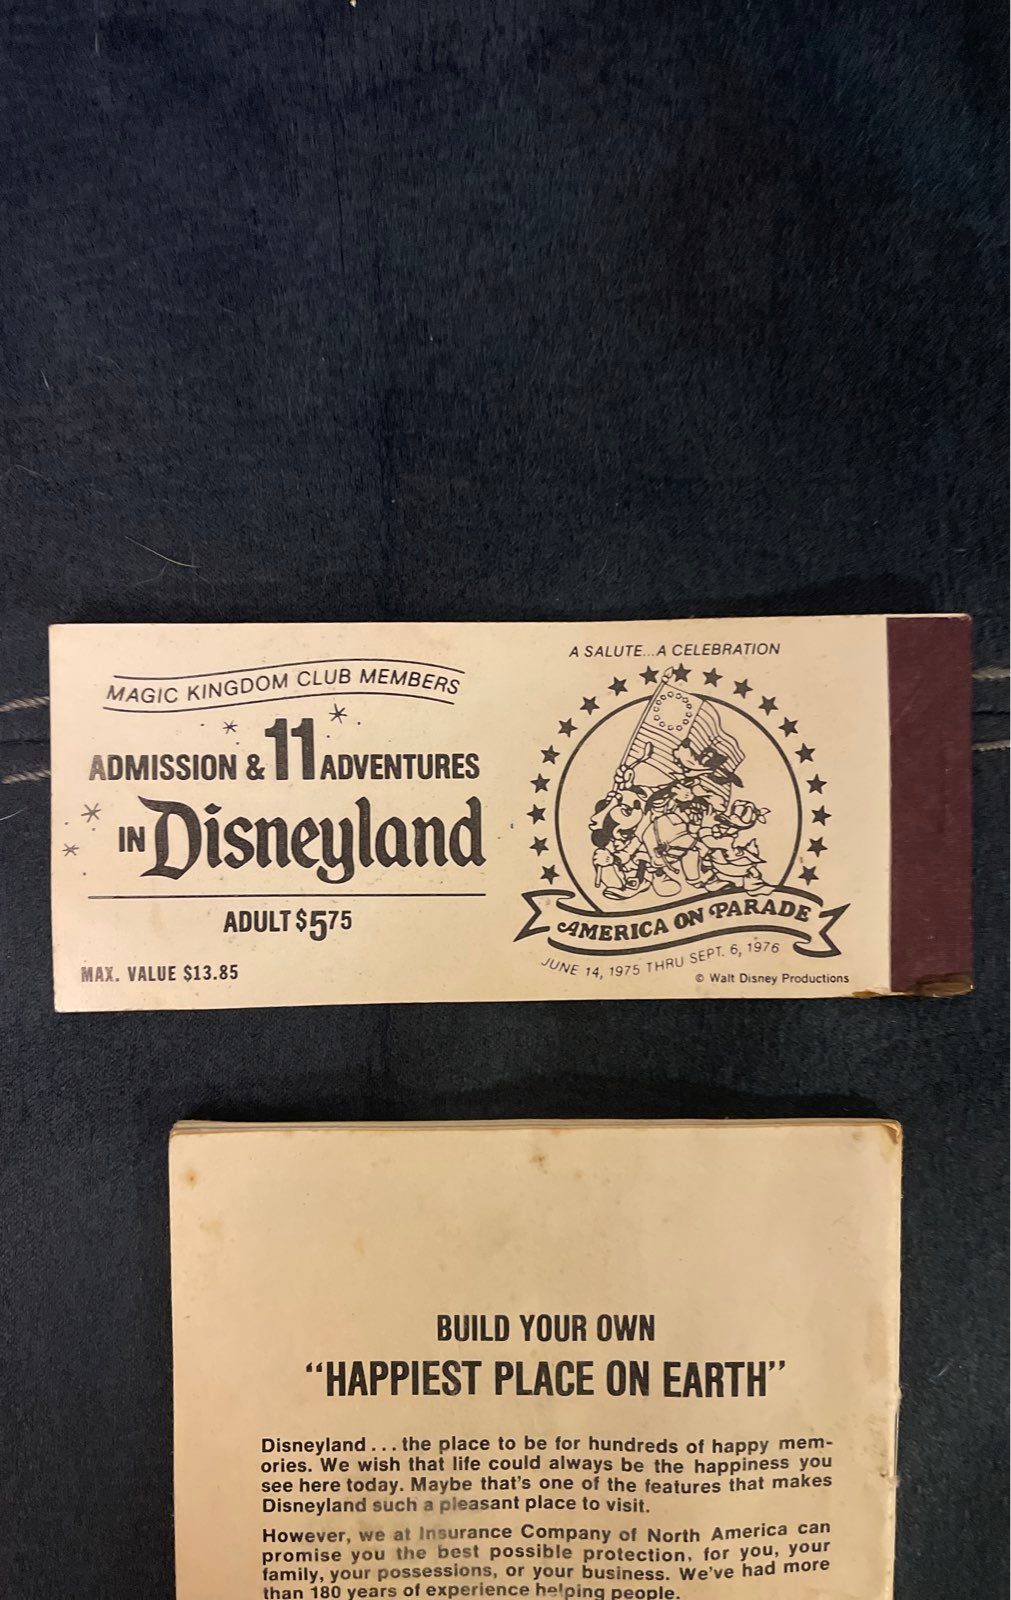 MAGIC KINGDOM CLUB MEMBERS
ADMISSION & 11 ADVENTURES
IN Disneyland
ADULT $5.75
MAX. VALUE $13.85
A SALUTE...A CELEBRATION
AMERICA ON PARADE
JUNE 14, 1975 THRU SEPT. 6, 1976
© Walt Disney Productions
BUILD YOUR OWN
"HAPPIEST PLACE ON EARTH"
Disneyland ... the place to be for hundreds of happy mem-
ories. We wish that life could always be the happiness you
see here today. Maybe that's one of the features that makes
Disneyland such a pleasant place to visit.
However, we at Insurance Company of North America can
promise you the best possible protection, for you, your
family, your possessions, or your business. We've had more
than 180 years of experience helping people.